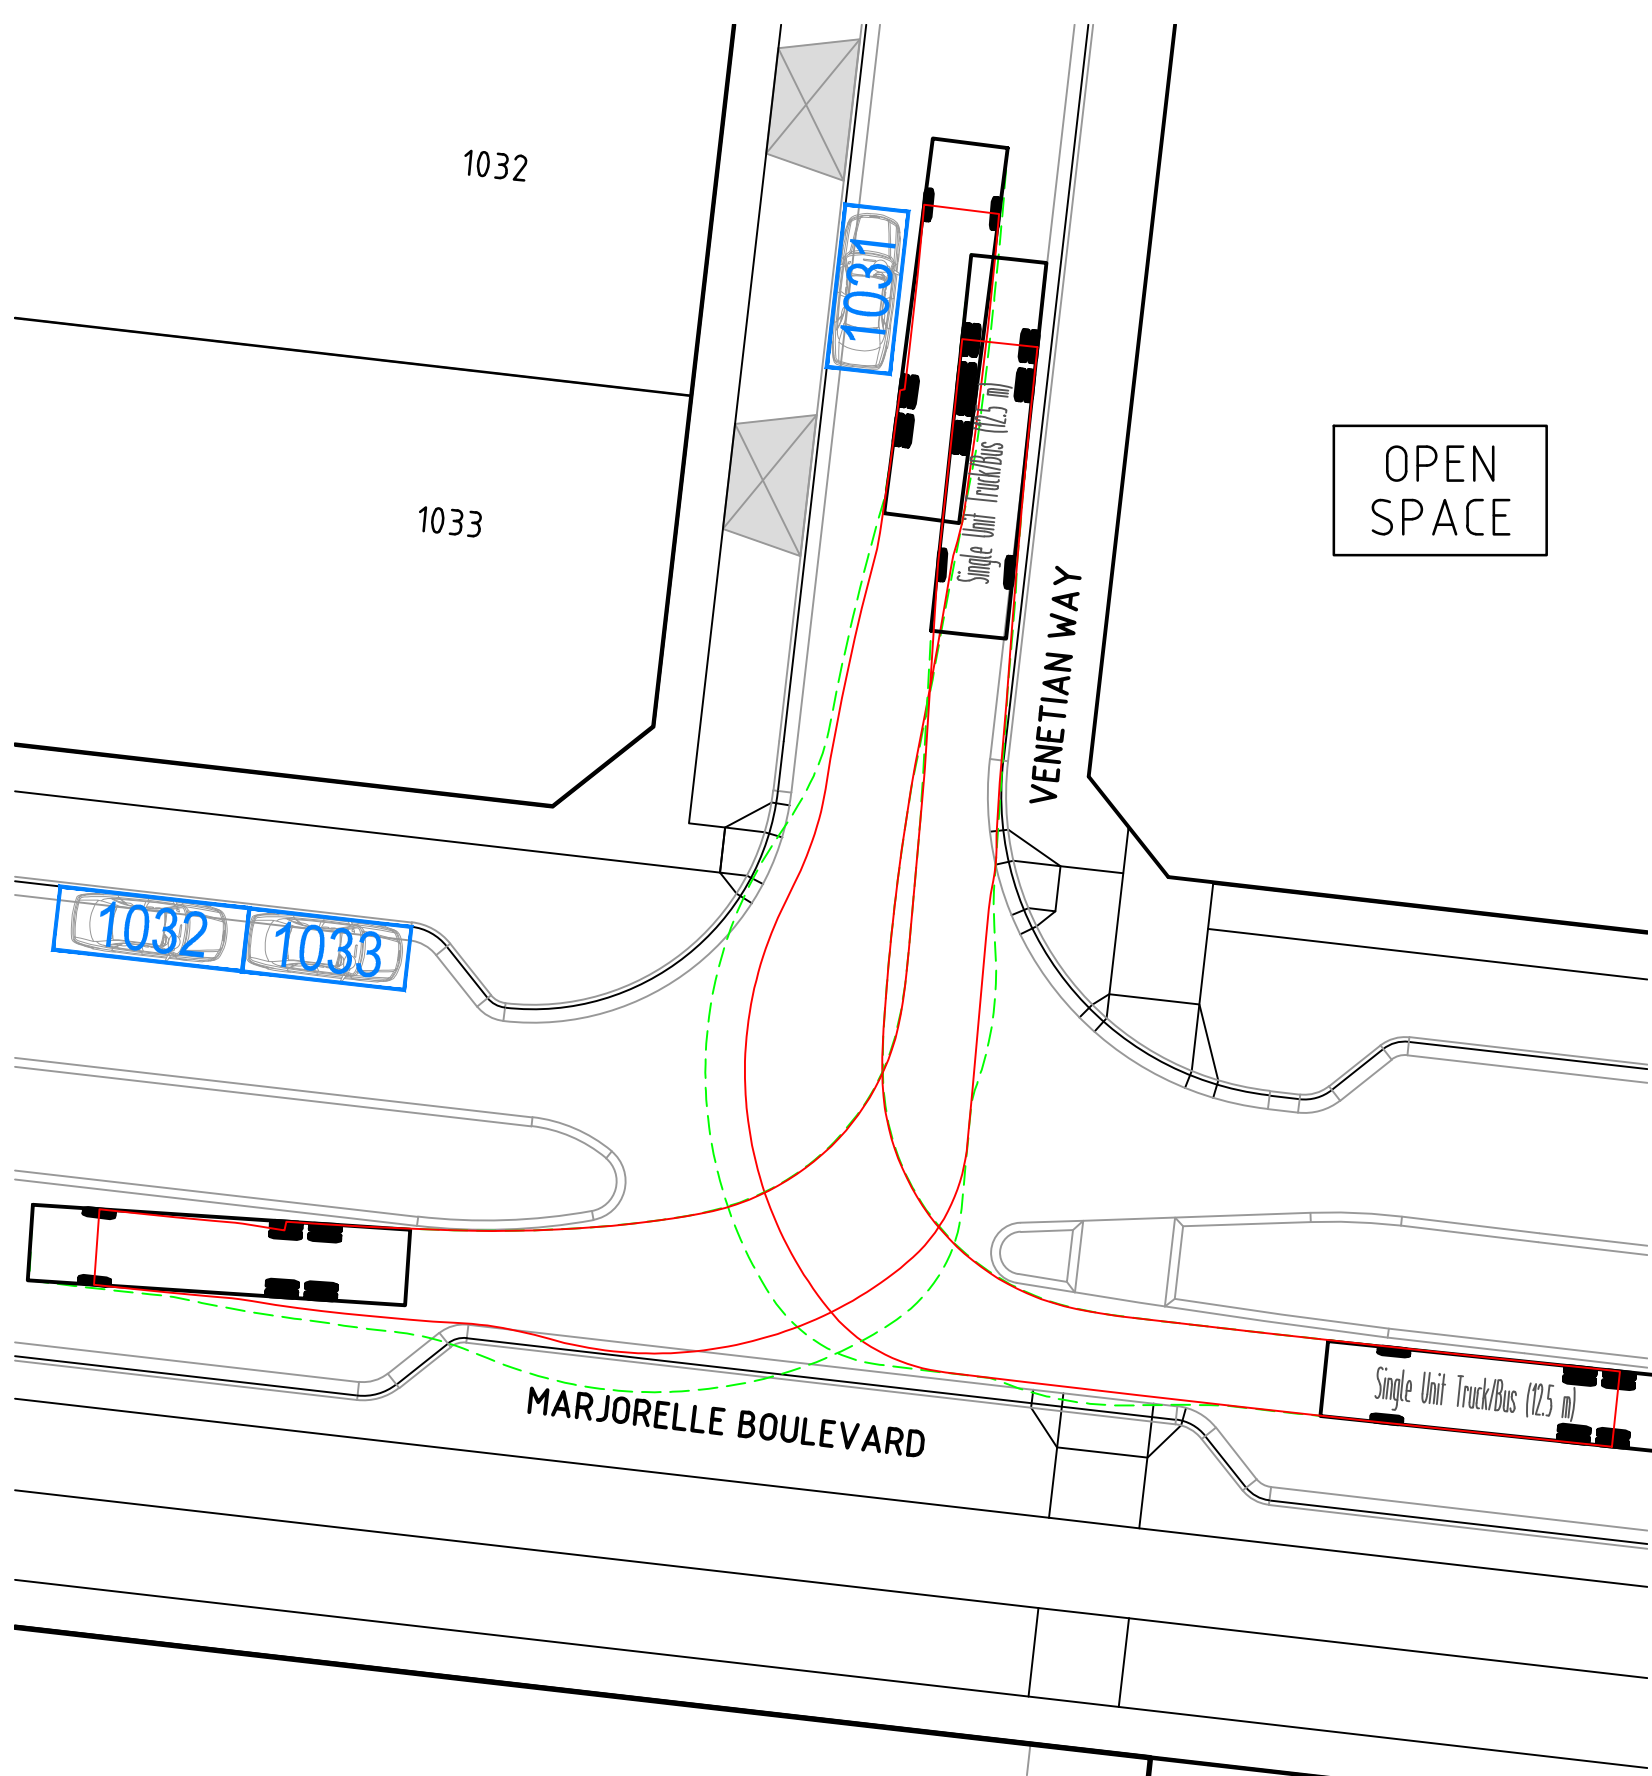 1032
1031
OPEN
SPACE
Single Unit Truck/Bus (12.5 m)
1033
VENETIAN WAY
1032
1033
Single Unit Truck/Bus (12.5 m)
MARJORELLE BOULEVARD